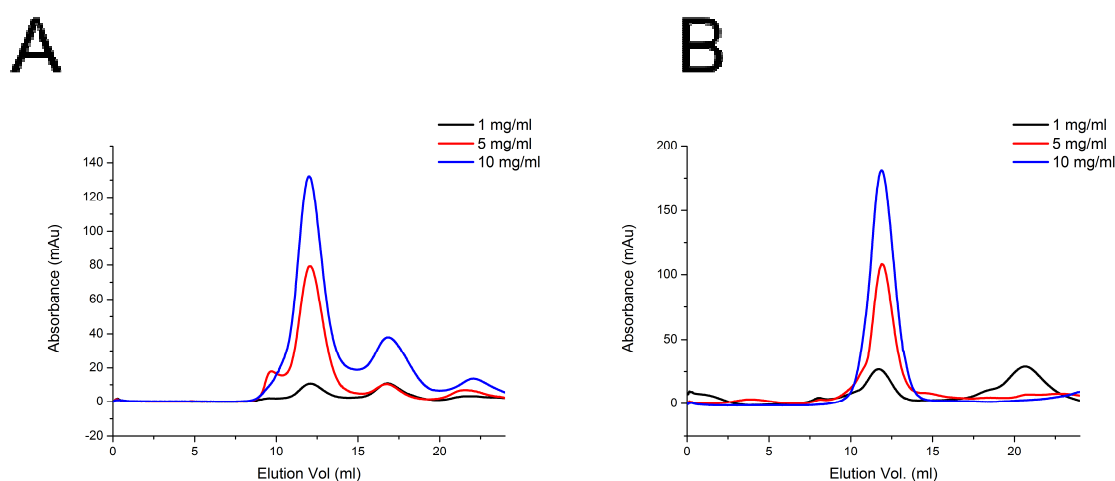 A
B
1 mg/ml
5 mg/ml
10 mg/ml
140
120
100
80
60
40
20
0
-20
Absorbance (mAu)
0
5
10
15
20
Elution Vol (ml)
1 mg/ml
5 mg/ml
10 mg/ml
200
150
100
50
0
Absorbance (mAu)
0
5
10
15
20
Elution Vol. (ml)